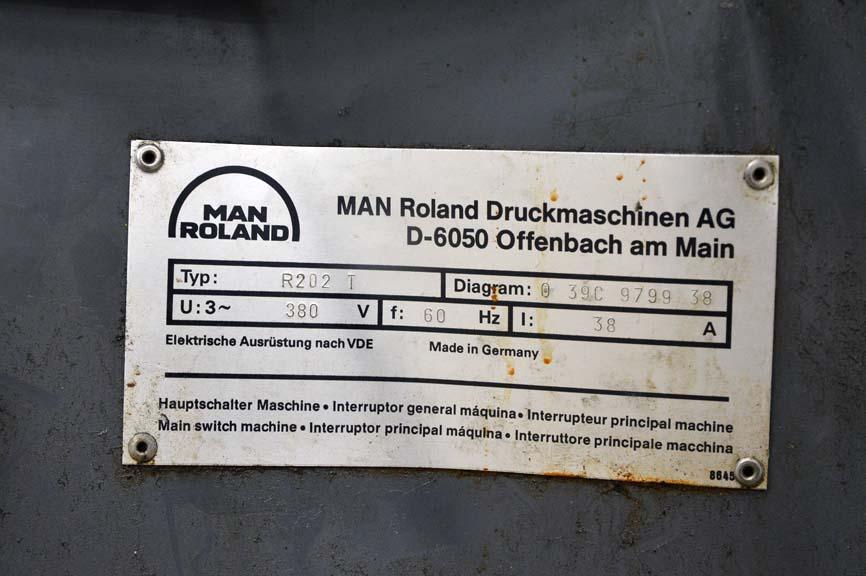 MAN
ROLAND
MAN Roland Druckmaschinen AG
D-6050 Offenbach am Main
Typ: R202 T Diagram: 0 39C 9799 38
U:3~ 380 V f: 60 Hz I: 38 A
Elektrische Ausrüstung nach VDE Made in Germany
Hauptschalter Maschine • Interruptor general máquina • Interrupteur principal machine
Main switch machine • Interruptor principal máquina • Interruttore principale macchina
8645